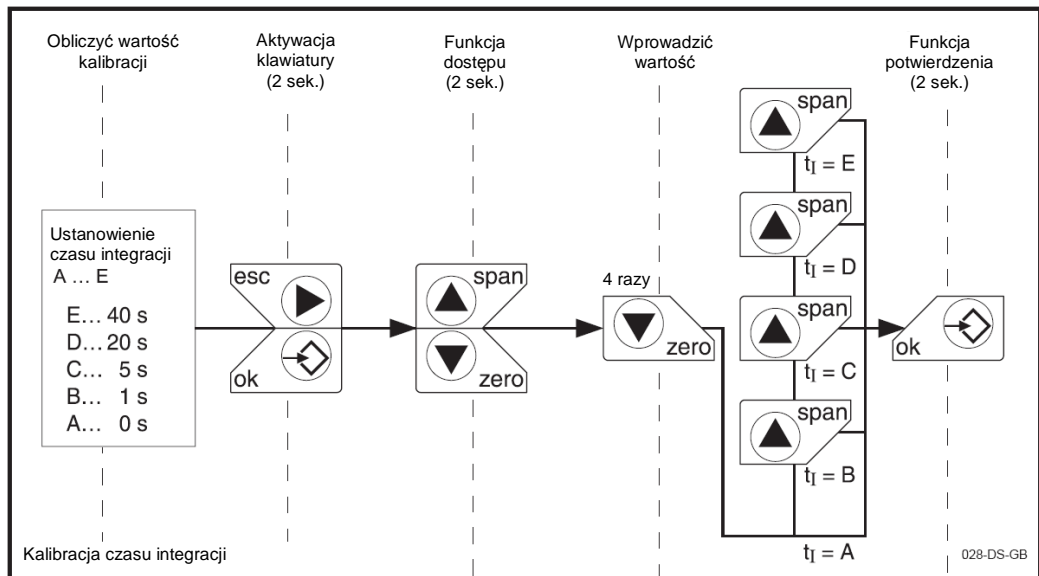 Obliczyć wartość
kalibracji
Aktywacja
klawiatury
(2 sek.)
Funkcja
dostępu
(2 sek.)
Wprowadzić
wartość
Funkcja
potwierdzenia
(2 sek.)
Ustanowienie
czasu integracji
A ... E
E... 40 s
D... 20 s
C... 5 s
B... 1 s
A... 0 s
esc
ok
span
zero
4 razy
zero
span
tI = E
span
tI = D
span
tI = C
span
tI = B
tI = A
ok
Kalibracja czasu integracji
028-DS-GB